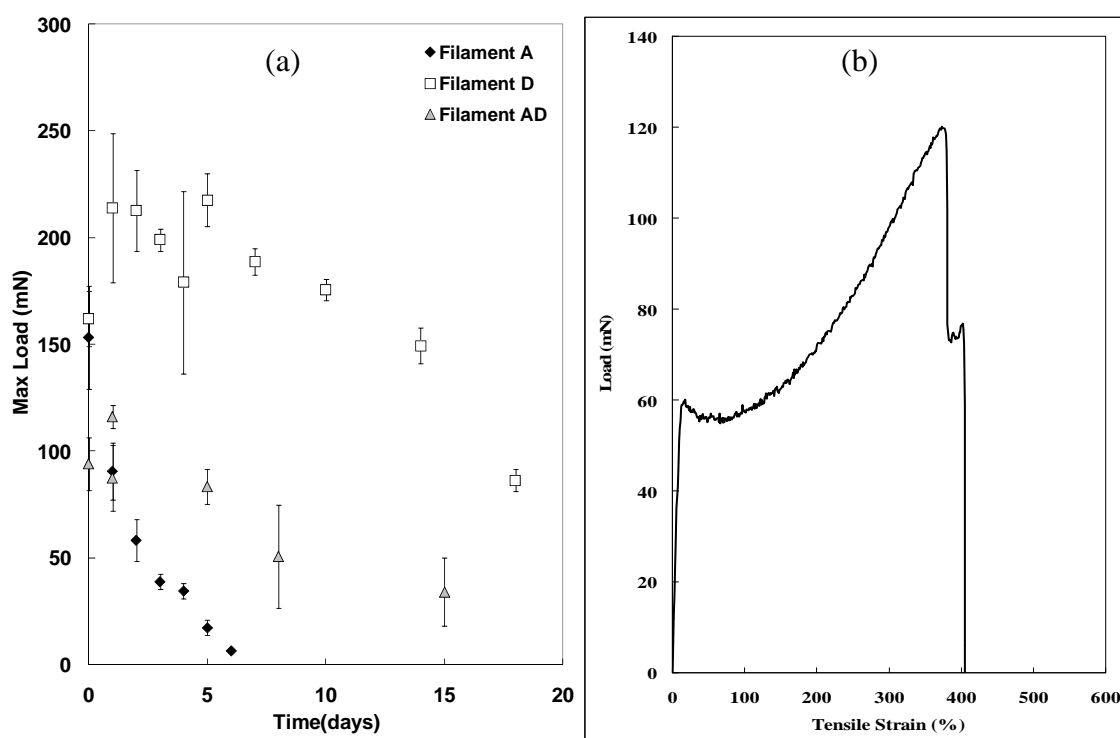 (a)
Filament A
Filament D
Filament AD
300
250
200
150
100
50
0
Max Load (mN)
0 5 10 15 20
Time(days)
(b)
140
120
100
80
60
40
20
0
Load (mN)
0 100 200 300 400 500 600
Tensile Strain (%)